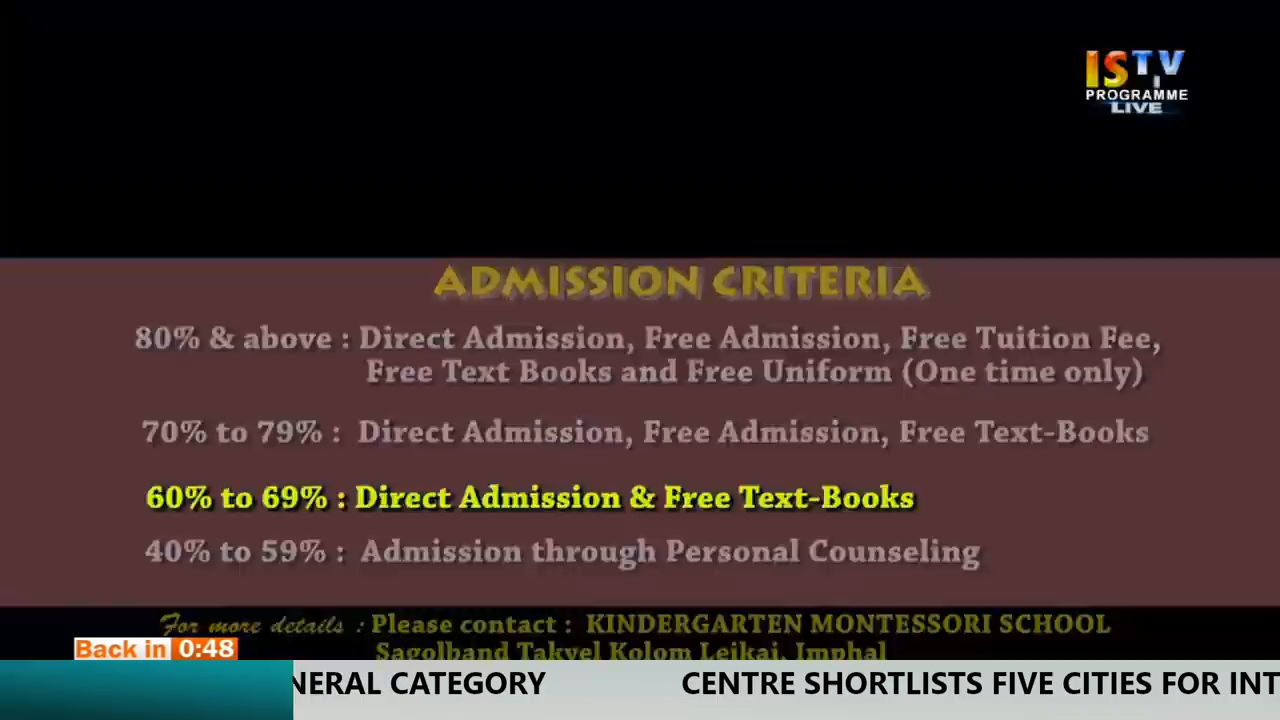 ISTV
PROGRAMME
LIVE
ADMISSION CRITERIA
80% & above : Direct Admission, Free Admission, Free Tuition Fee,
Free Text Books and Free Uniform (One time only)
70% to 79% : Direct Admission, Free Admission, Free Text-Books
60% to 69% : Direct Admission & Free Text-Books
40% to 59% : Admission through Personal Counseling
For more details : Please contact : KINDERGARTEN MONTESSORI SCHOOL
Sagolband Takyel Kolom Leikai, Imphal
Back in 0:48
NERAL CATEGORY CENTRE SHORTLISTS FIVE CITIES FOR INT